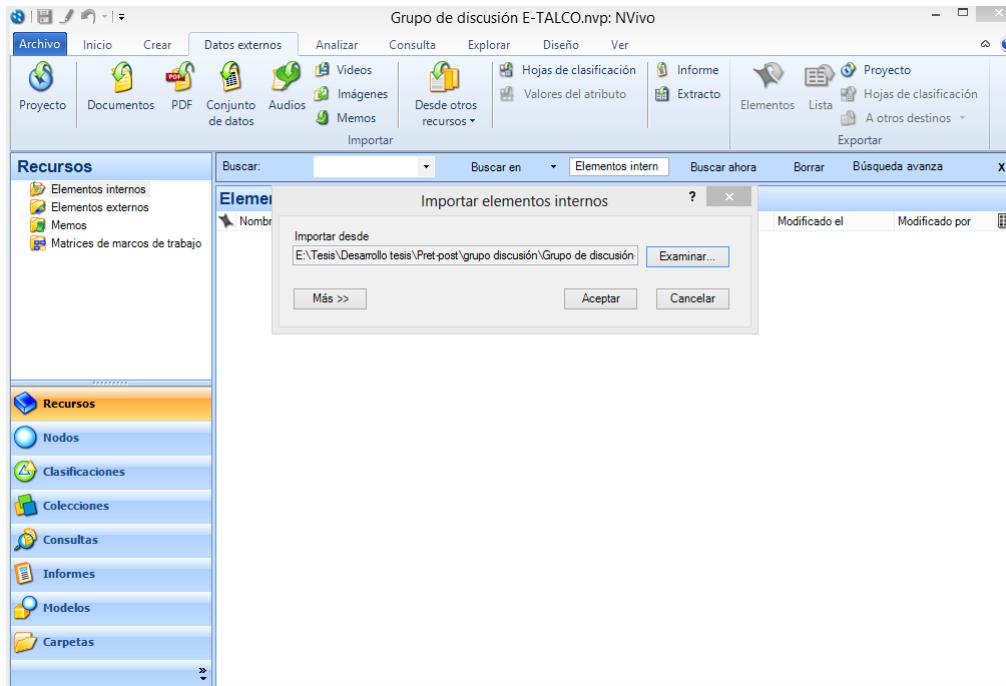 Grupo de discusión E-TALCO.nvp: NVivo
Archivo Inicio Crear Datos externos Analizar Consulta Explorar Diseño Ver
Proyecto Documentos PDF Conjunto de datos Audios
Videos
Imágenes
Memos
Desde otros recursos
Hojas de clasificación
Valores del atributo
Informe
Extracto
Elementos Lista
Proyecto
Hojas de clasificación
A otros destinos
Importar Exportar
Recursos
Elementos internos
Elementos externos
Memos
Matrices de marcos de trabajo
Buscar: Buscar en Elementos intern Buscar ahora Borrar Búsqueda avanza X
Eleme
Nombr Modificado el Modificado por
Importar elementos internos ? ×
Importar desde
E:\Tesis\Desarrollo tesis\Pret-post\grupo discusión\Grupo de discusión- Examinar...
Más >> Aceptar Cancelar
Recursos
Nodos
Clasificaciones
Colecciones
Consultas
Informes
Modelos
Carpetas